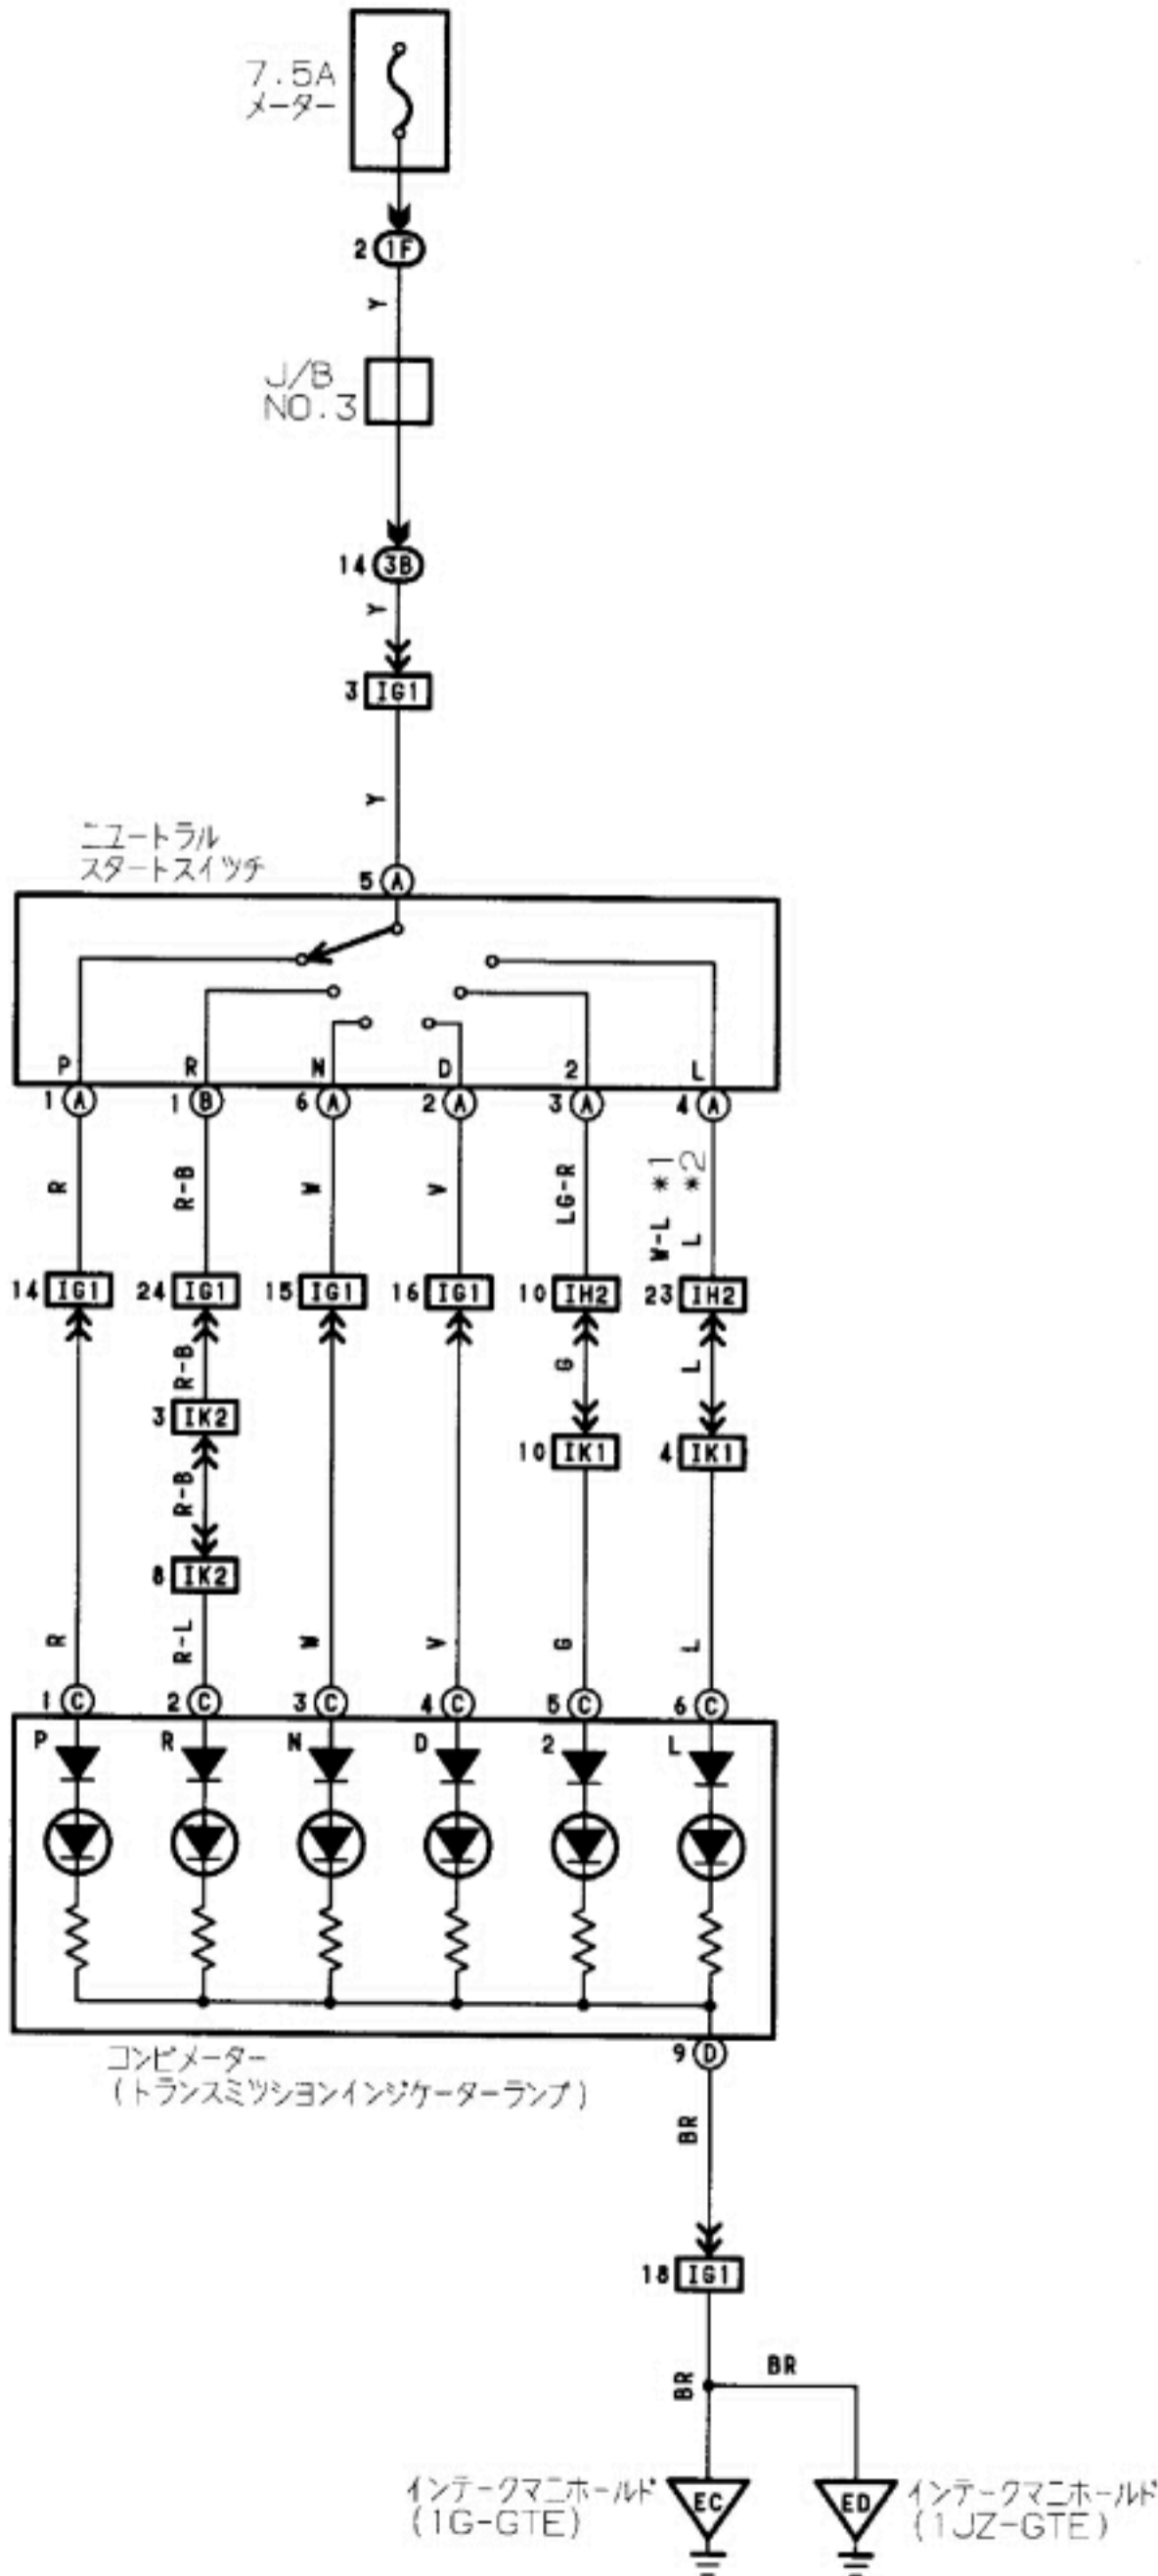 7.5A
メーター
2 1F
Y
J/B
NO.3
14 3B
Y
3 IG1
Y
ニュートラル
スタートスイッチ
5 A
P R N D 2 L
1 A 1 B 6 A 2 A 3 A 4 A
R R-B W V LG-R W-L *1
L *2
14 IG1 24 IG1 15 IG1 16 IG1 10 IH2 23 IH2
R-B G L
3 IK2 10 IK1 4 IK1
R-B
8 IK2
R R-L W V G L
1 C 2 C 3 C 4 C 5 C 6 C
P R N D 2 L
9 D
コンビメーター
(トランスミッションインジケーターランプ)
BR
18 IG1
BR BR
インテークマニホールド
(1G-GTE)
EC ED
インテークマニホールド
(1JZ-GTE)